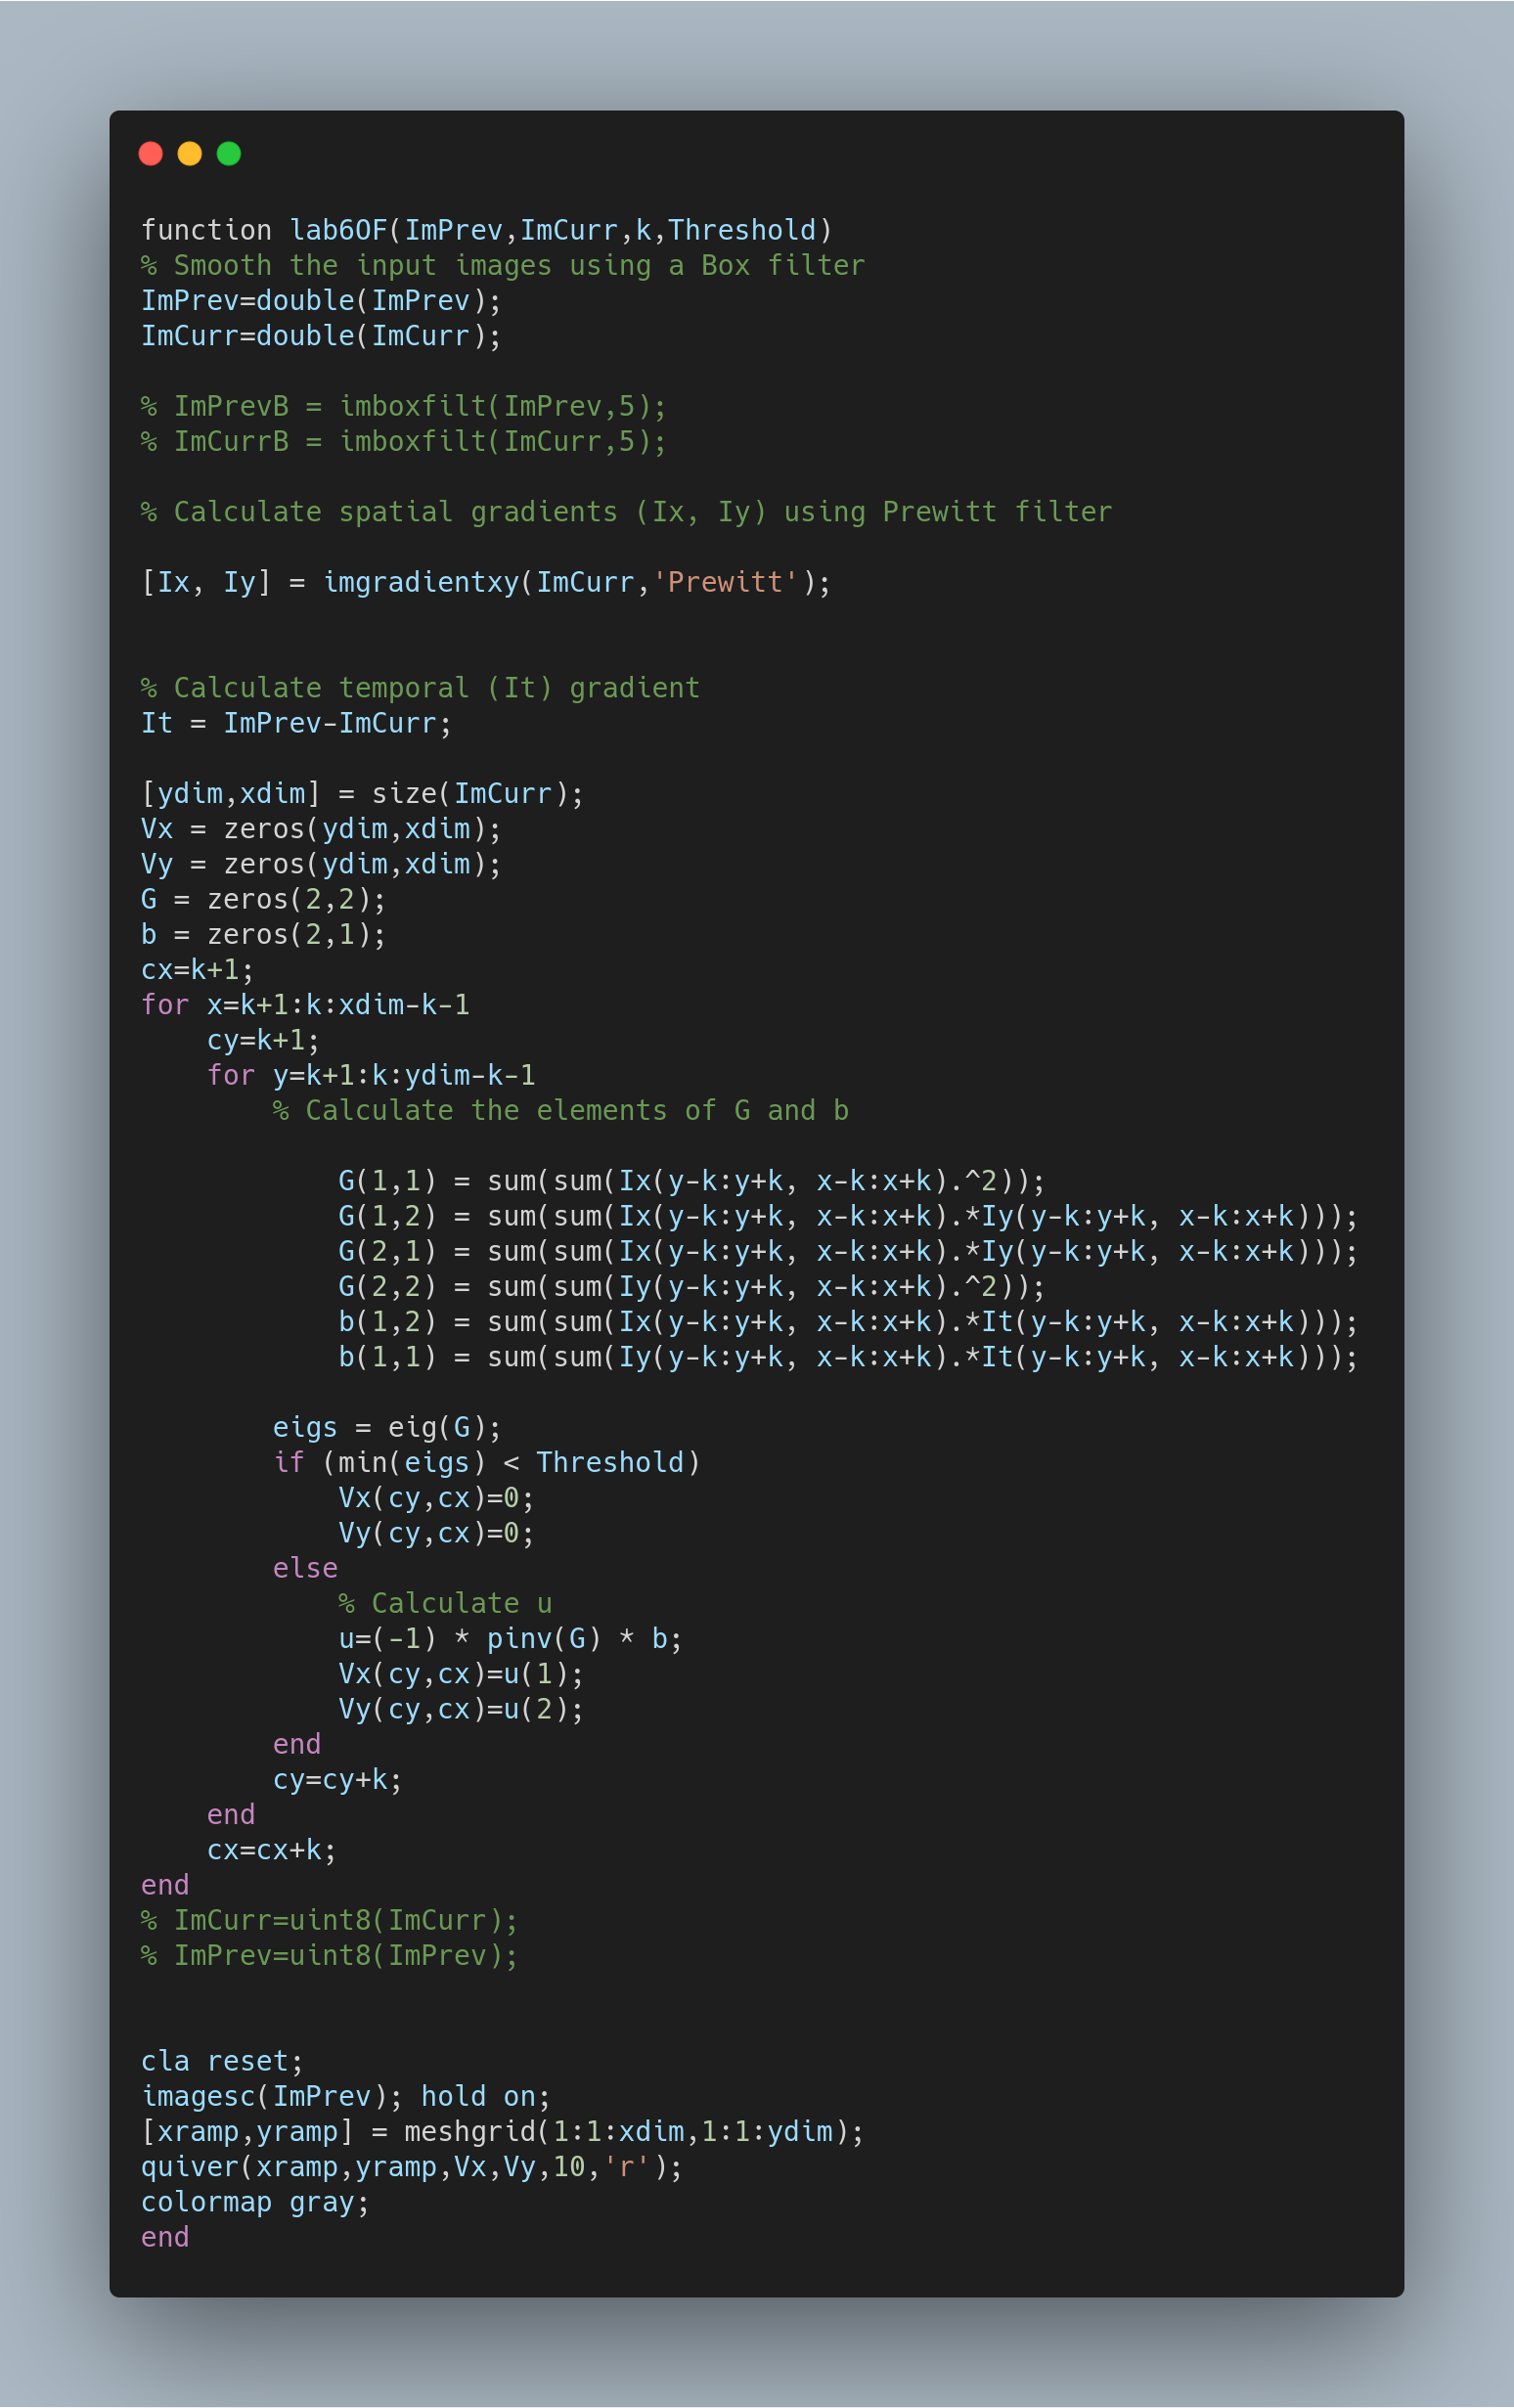 function lab6OF(ImPrev,ImCurr,k,Threshold)
% Smooth the input images using a Box filter
ImPrev=double(ImPrev);
ImCurr=double(ImCurr);
% ImPrevB = imboxfilt(ImPrev,5);
% ImCurrB = imboxfilt(ImCurr,5);
% Calculate spatial gradients (Ix, Iy) using Prewitt filter
[Ix, Iy] = imgradientxy(ImCurr,'Prewitt');
% Calculate temporal (It) gradient
It = ImPrev-ImCurr;
[ydim,xdim] = size(ImCurr);
Vx = zeros(ydim,xdim);
Vy = zeros(ydim,xdim);
G = zeros(2,2);
b = zeros(2,1);
cx=k+1;
for x=k+1:k:xdim-k-1
    cy=k+1;
    for y=k+1:k:ydim-k-1
        % Calculate the elements of G and b
            G(1,1) = sum(sum(Ix(y-k:y+k, x-k:x+k).^2));
            G(1,2) = sum(sum(Ix(y-k:y+k, x-k:x+k).*Iy(y-k:y+k, x-k:x+k)));
            G(2,1) = sum(sum(Ix(y-k:y+k, x-k:x+k).*Iy(y-k:y+k, x-k:x+k)));
            G(2,2) = sum(sum(Iy(y-k:y+k, x-k:x+k).^2));
            b(1,2) = sum(sum(Ix(y-k:y+k, x-k:x+k).*It(y-k:y+k, x-k:x+k)));
            b(1,1) = sum(sum(Iy(y-k:y+k, x-k:x+k).*It(y-k:y+k, x-k:x+k)));
        eigs = eig(G);
        if (min(eigs) < Threshold)
            Vx(cy,cx)=0;
            Vy(cy,cx)=0;
        else
            % Calculate u
            u=(-1) * pinv(G) * b;
            Vx(cy,cx)=u(1);
            Vy(cy,cx)=u(2);
        end
        cy=cy+k;
    end
    cx=cx+k;
end
% ImCurr=uint8(ImCurr);
% ImPrev=uint8(ImPrev);
cla reset;
imagesc(ImPrev); hold on;
[xramp,yramp] = meshgrid(1:1:xdim,1:1:ydim);
quiver(xramp,yramp,Vx,Vy,10,'r');
colormap gray;
end